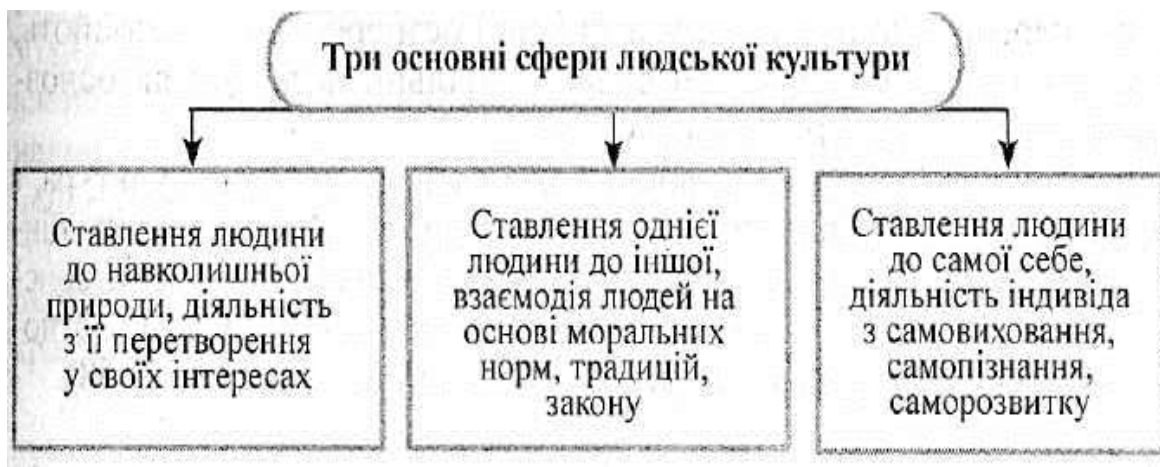 Три основні сфери людської культури
Ставлення людини
до навколишньої
природи, діяльність
з її перетворення
у своїх інтересах
Ставлення однієї
людини до іншої,
взаємодія людей на
основі моральних
норм, традицій,
закону
Ставлення людини
до самої себе,
діяльність індивіда
з самовиховання,
самопізнання,
саморозвитку